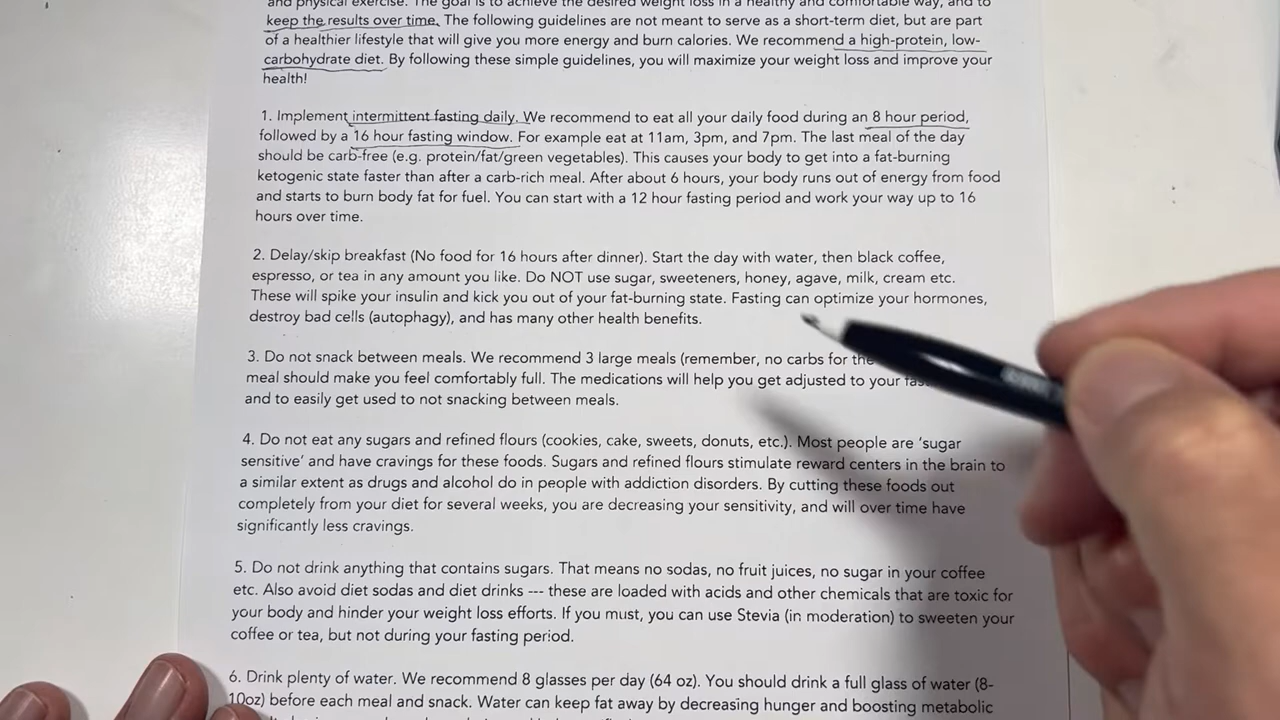 and physical exercise. The goal is to achieve the desired weight loss in a healthy and comfortable way, and to
keep the results over time. The following guidelines are not meant to serve as a short-term diet, but are part
of a healthier lifestyle that will give you more energy and burn calories. We recommend a high-protein, low-
carbohydrate diet. By following these simple guidelines, you will maximize your weight loss and improve your
health!
1. Implement intermittent fasting daily. We recommend to eat all your daily food during an 8 hour period,
followed by a 16 hour fasting window. For example eat at 11am, 3pm, and 7pm. The last meal of the day
should be carb-free (e.g. protein/fat/green vegetables). This causes your body to get into a fat-burning
ketogenic state faster than after a carb-rich meal. After about 6 hours, your body runs out of energy from food
and starts to burn body fat for fuel. You can start with a 12 hour fasting period and work your way up to 16
hours over time.
2. Delay/skip breakfast (No food for 16 hours after dinner). Start the day with water, then black coffee,
espresso, or tea in any amount you like. Do NOT use sugar, sweeteners, honey, agave, milk, cream etc.
These will spike your insulin and kick you out of your fat-burning state. Fasting can optimize your hormones,
destroy bad cells (autophagy), and has many other health benefits.
3. Do not snack between meals. We recommend 3 large meals (remember, no carbs for the
meal should make you feel comfortably full. The medications will help you get adjusted to your
and to easily get used to not snacking between meals.
4. Do not eat any sugars and refined flours (cookies, cake, sweets, donuts, etc.). Most people are ‘sugar
sensitive’ and have cravings for these foods. Sugars and refined flours stimulate reward centers in the brain to
a similar extent as drugs and alcohol do in people with addiction disorders. By cutting these foods out
completely from your diet for several weeks, you are decreasing your sensitivity, and will over time have
significantly less cravings.
5. Do not drink anything that contains sugars. That means no sodas, no fruit juices, no sugar in your coffee
etc. Also avoid diet sodas and diet drinks --- these are loaded with acids and other chemicals that are toxic for
your body and hinder your weight loss efforts. If you must, you can use Stevia (in moderation) to sweeten your
coffee or tea, but not during your fasting period.
6. Drink plenty of water. We recommend 8 glasses per day (64 oz). You should drink a full glass of water (8-
10oz) before each meal and snack. Water can keep fat away by decreasing hunger and boosting metabolic